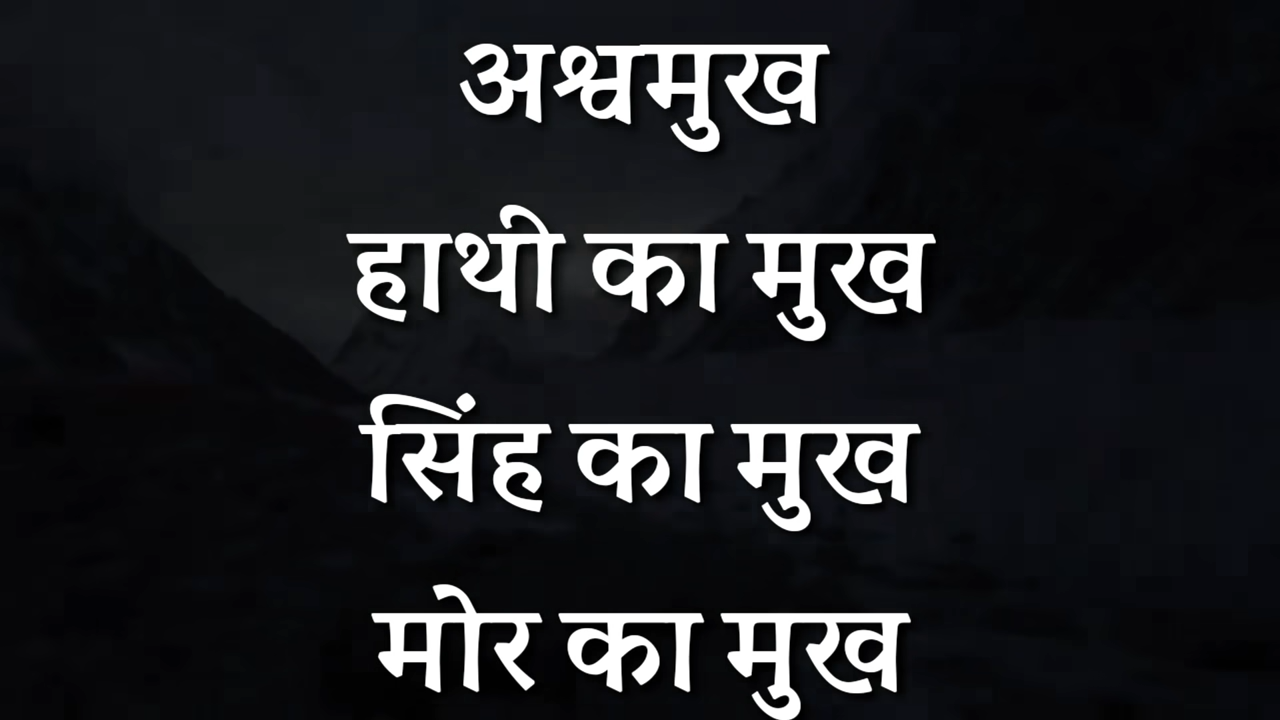 अश्वमुख
हाथी का मुख
सिंह का मुख
मोर का मुख